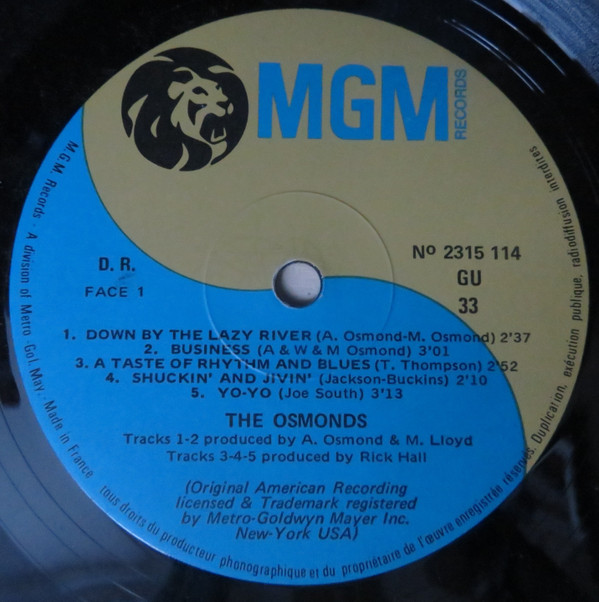 MGM
RECORDS
D. R.
FACE 1
Nº 2315 114
GU
33
1. DOWN BY THE LAZY RIVER (A. Osmond-M. Osmond) 2'37
2. BUSINESS (A & W & M Osmond) 3'01
3. A TASTE OF RHYTHM AND BLUES (T. Thompson) 2'52
4. SHUCKIN' AND JIVIN' (Jackson-Buckins) 2'10
5. YO-YO (Joe South) 3'13
THE OSMONDS
Tracks 1-2 produced by A. Osmond & M. Lloyd
Tracks 3-4-5 produced by Rick Hall
(Original American Recording
licensed & Trademark registered
by Metro-Goldwyn Mayer Inc.
New-York USA)
M.G.M. Records - A division of Metro - Gol. May. Made in France
tous droits du producteur phonographique et du propriétaire de l'œuvre enregistrée réservés. Duplication, exécution publique, radiodiffusion interdites